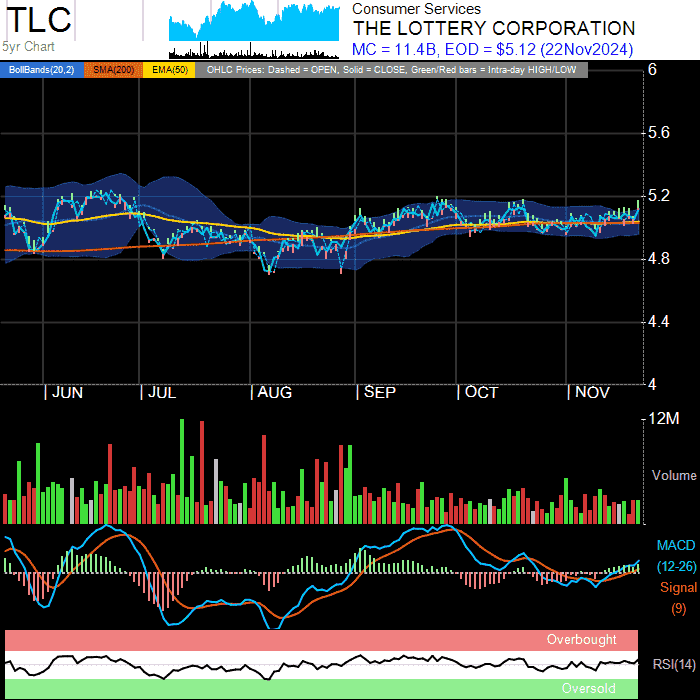 TLC
5yr Chart
Consumer Services
THE LOTTERY CORPORATION
MC = 11.4B, EOD = $5.12 (22Nov2024)
BollBands(20,2) SMA(200) EMA(50) OHLC Prices: Dashed = OPEN, Solid = CLOSE, Green/Red bars = Intra-day HIGH/LOW
6
5.6
5.2
4.8
4.4
4
| JUN | JUL | AUG | SEP | OCT | NOV
12M
Volume
MACD
(12-26)
Signal
(9)
Overbought
RSI(14)
Oversold